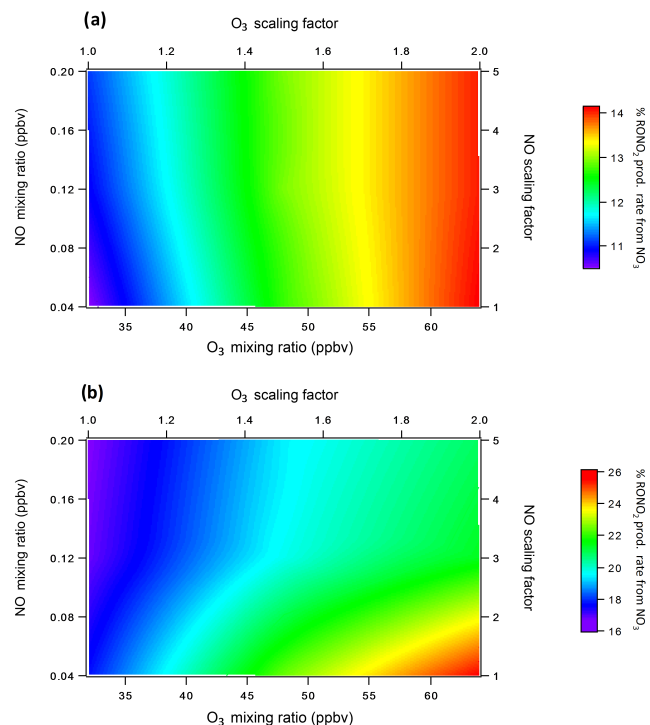 (a)
O3 scaling factor
1.0 1.2 1.4 1.6 1.8 2.0
0.20
0.16
0.12
0.08
0.04
NO mixing ratio (ppbv)
5
4
3
2
1
NO scaling factor
35 40 45 50 55 60
O3 mixing ratio (ppbv)
14
13
12
11
% RONO2 prod. rate from NO3
(b)
O3 scaling factor
1.0 1.2 1.4 1.6 1.8 2.0
0.20
0.16
0.12
0.08
0.04
NO mixing ratio (ppbv)
5
4
3
2
1
NO scaling factor
35 40 45 50 55 60
O3 mixing ratio (ppbv)
26
24
22
20
18
16
% RONO2 prod. rate from NO3